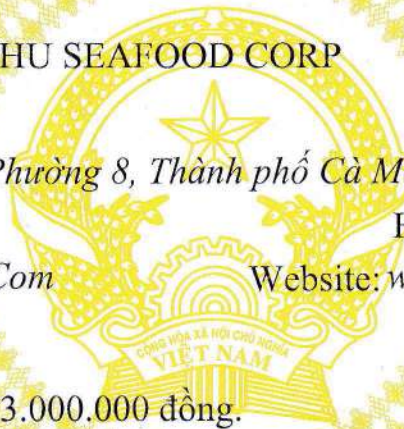 HU SEAFOOD CORP
Phường 8, Thành phố Cà M
Com
Website: w
CỘNG HÒA XÃ HỘI CHỦ NGHĨA
VIỆT NAM
3.000.000 đồng.